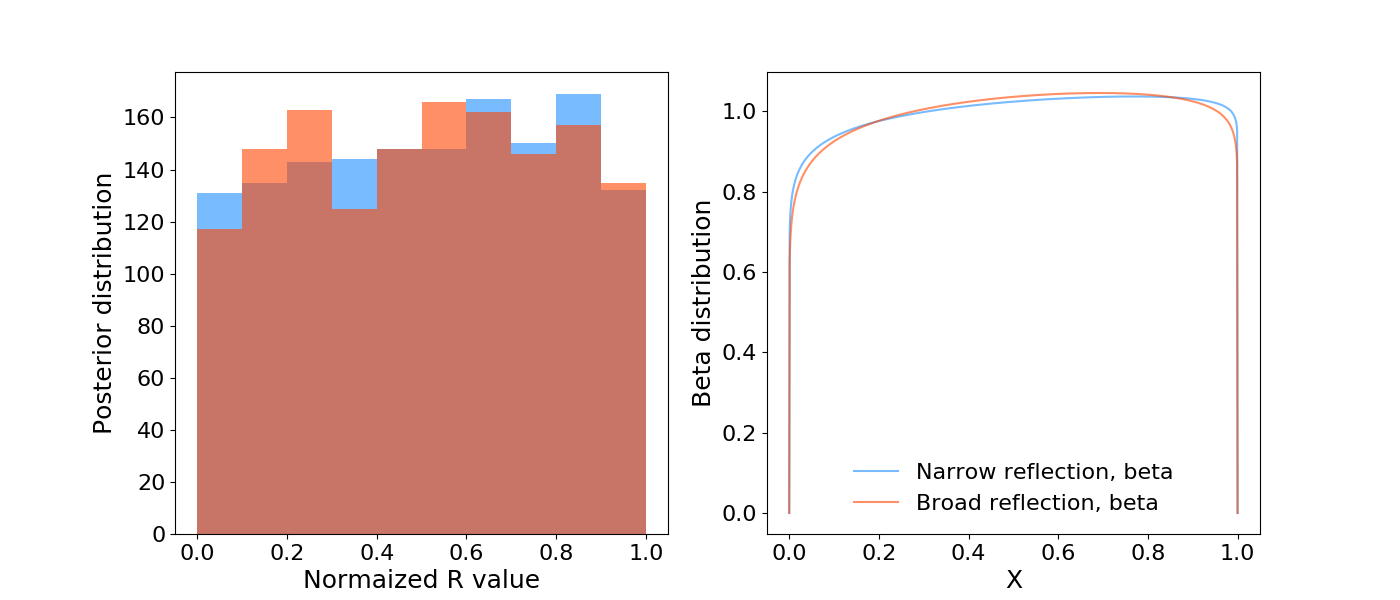 Posterior distribution
160
140
120
100
80
60
40
20
0
0.0 0.2 0.4 0.6 0.8 1.0
Normaized R value
Beta distribution
1.0
0.8
0.6
0.4
0.2
0.0
Narrow reflection, beta
Broad reflection, beta
0.0 0.2 0.4 0.6 0.8 1.0
X